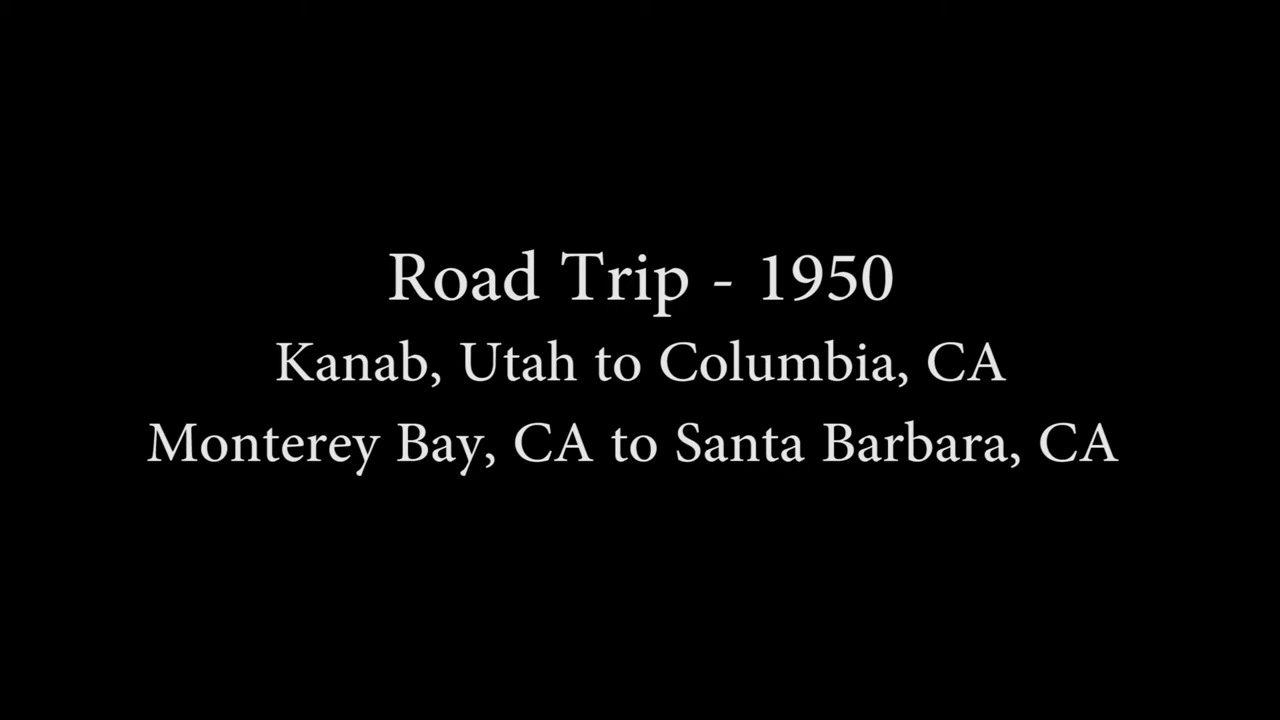 Road Trip - 1950
Kanab, Utah to Columbia, CA
Monterey Bay, CA to Santa Barbara, CA